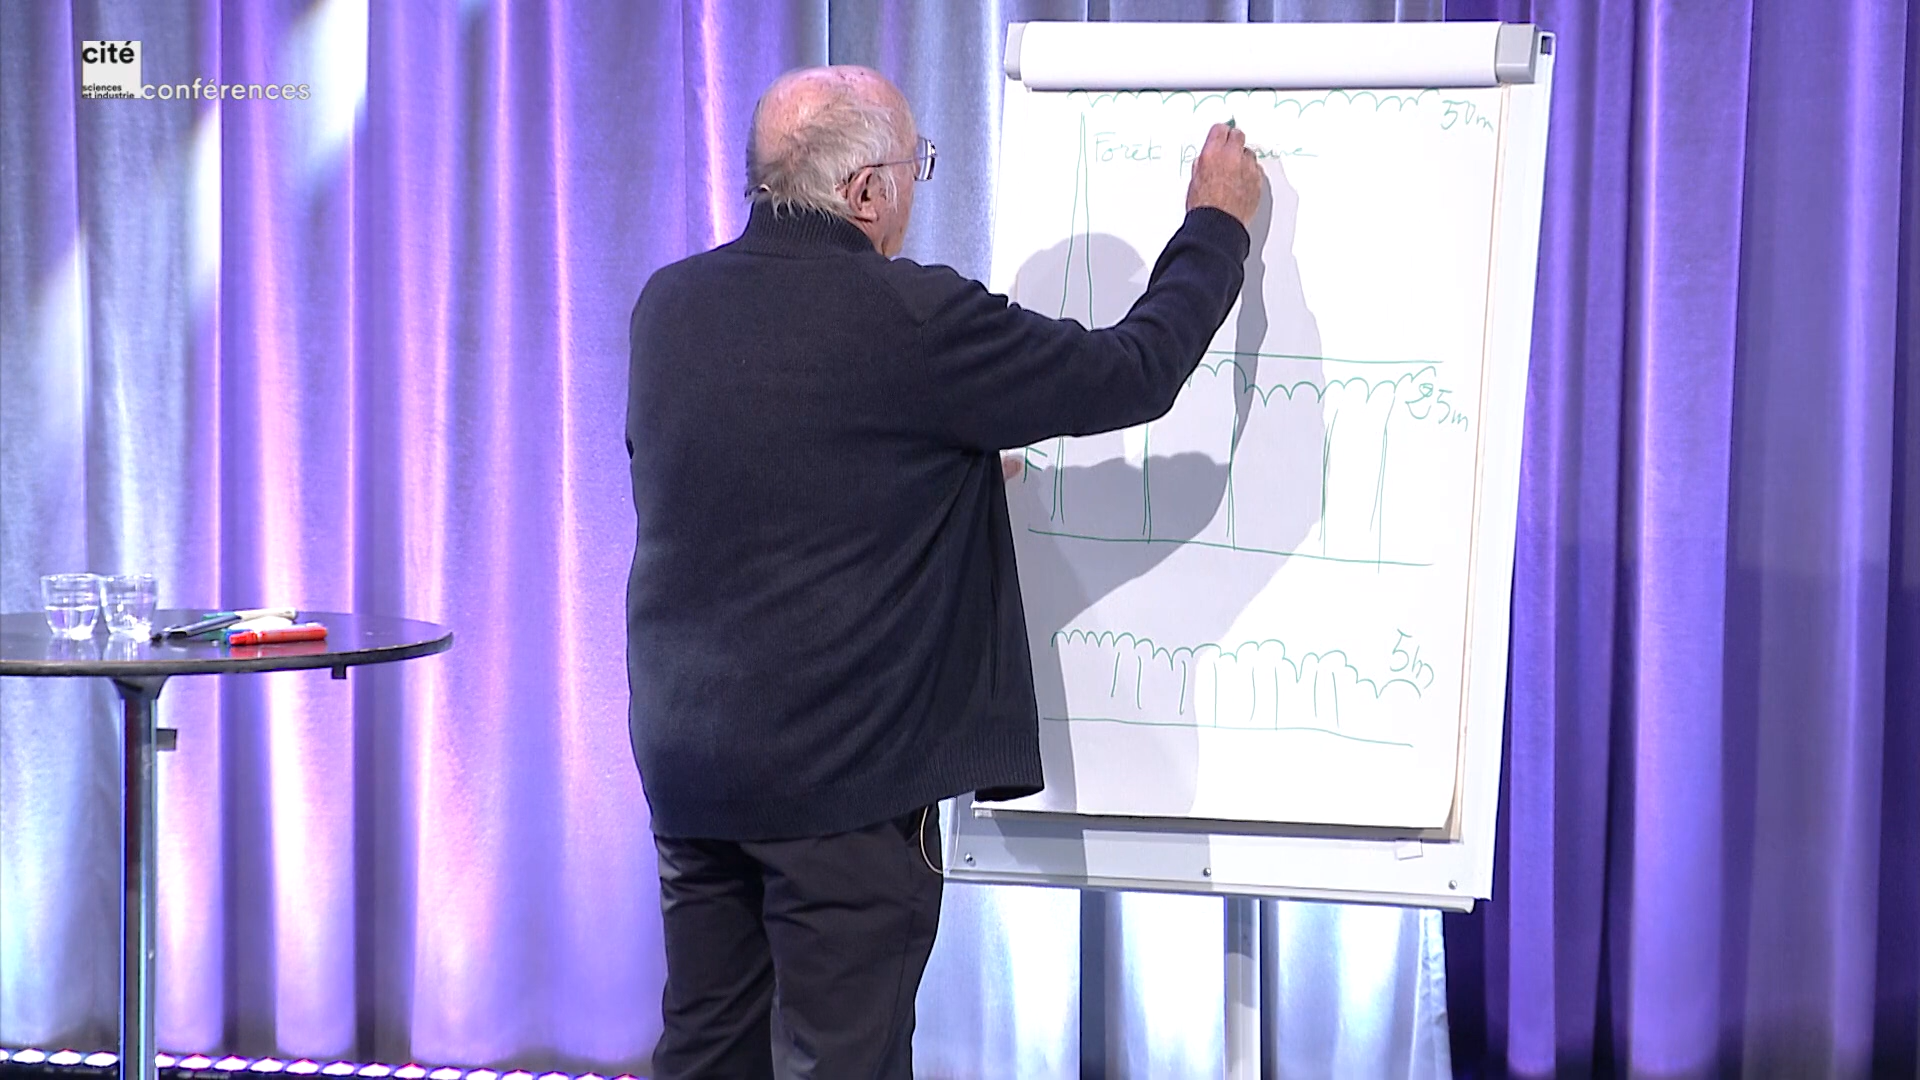 cité
sciences
et industrie
conférences
50m
Forêt
25m
5m